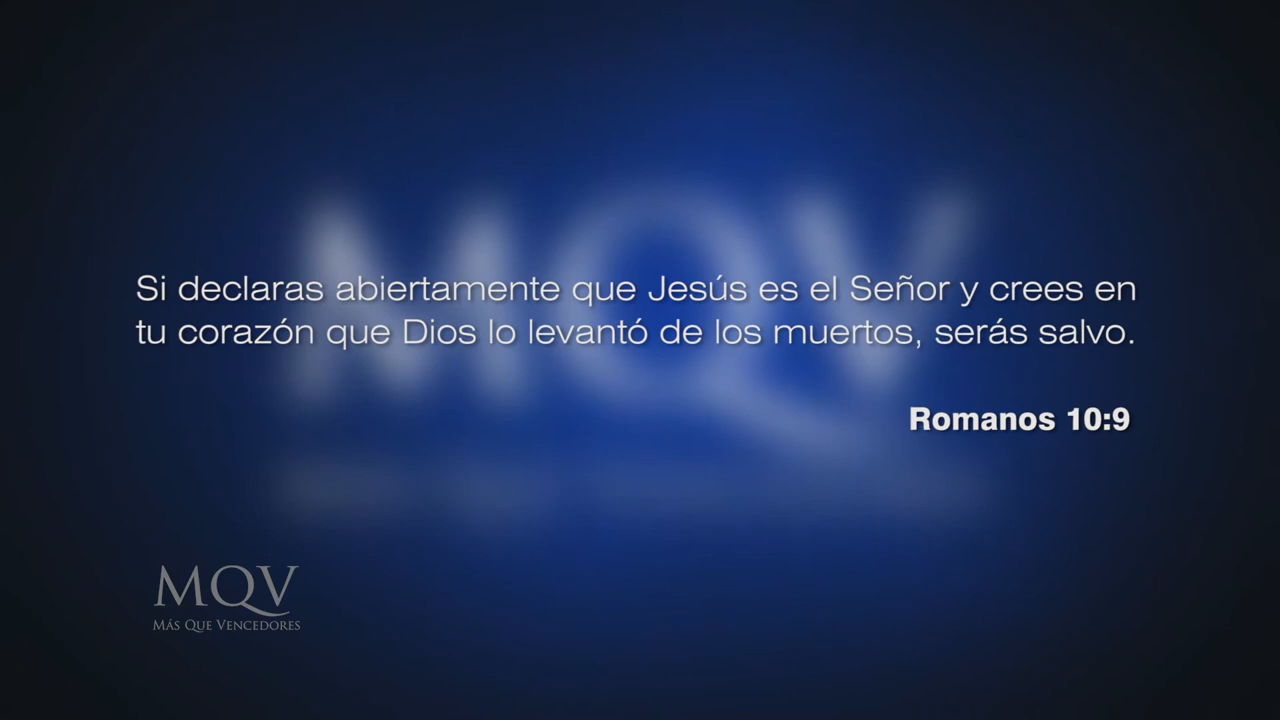 Si declaras abiertamente que Jesús es el Señor y crees en
tu corazón que Dios lo levantó de los muertos, serás salvo.
Romanos 10:9
MQV
MÁS QUE VENCEDORES